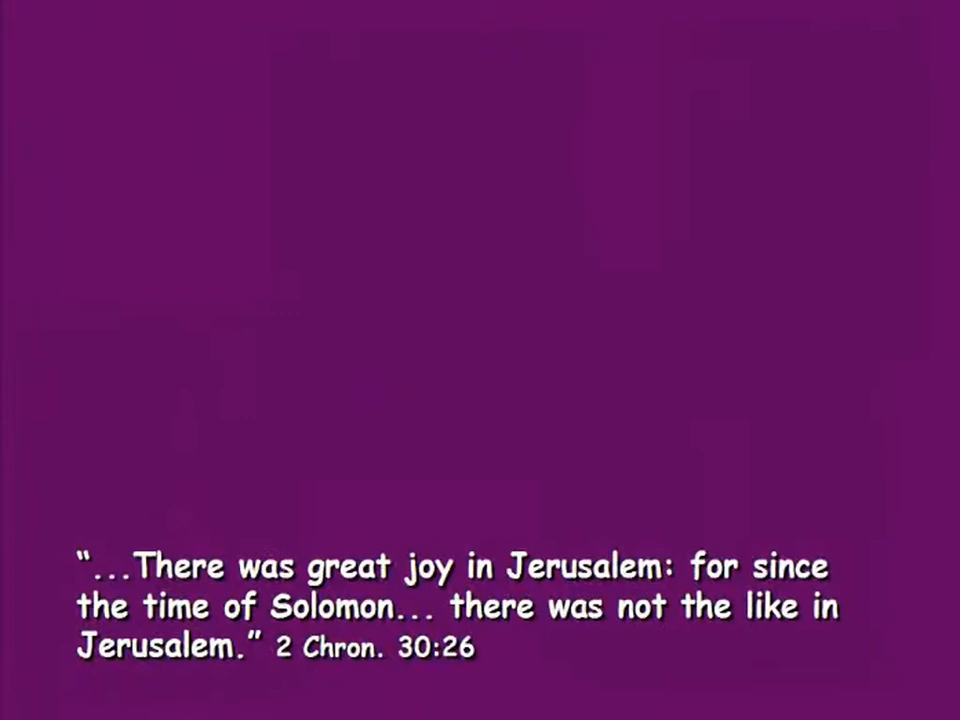 “...There was great joy in Jerusalem: for since
the time of Solomon... there was not the like in
Jerusalem.” 2 Chron. 30:26